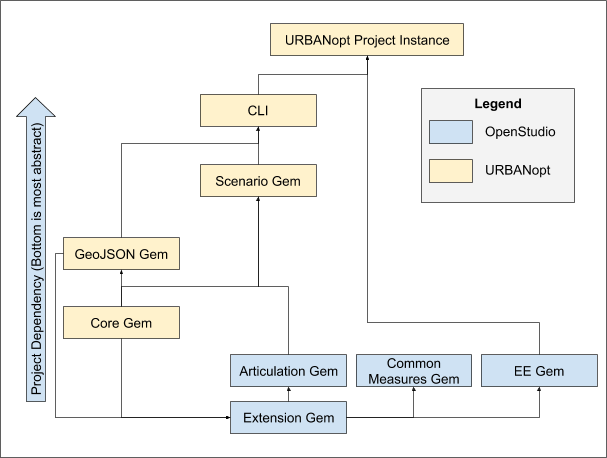 URBANopt Project Instance
CLI
Legend
OpenStudio
URBANopt
Scenario Gem
GeoJSON Gem
Core Gem
Articulation Gem
Common
Measures Gem
EE Gem
Extension Gem
Project Dependency (Bottom is most abstract)